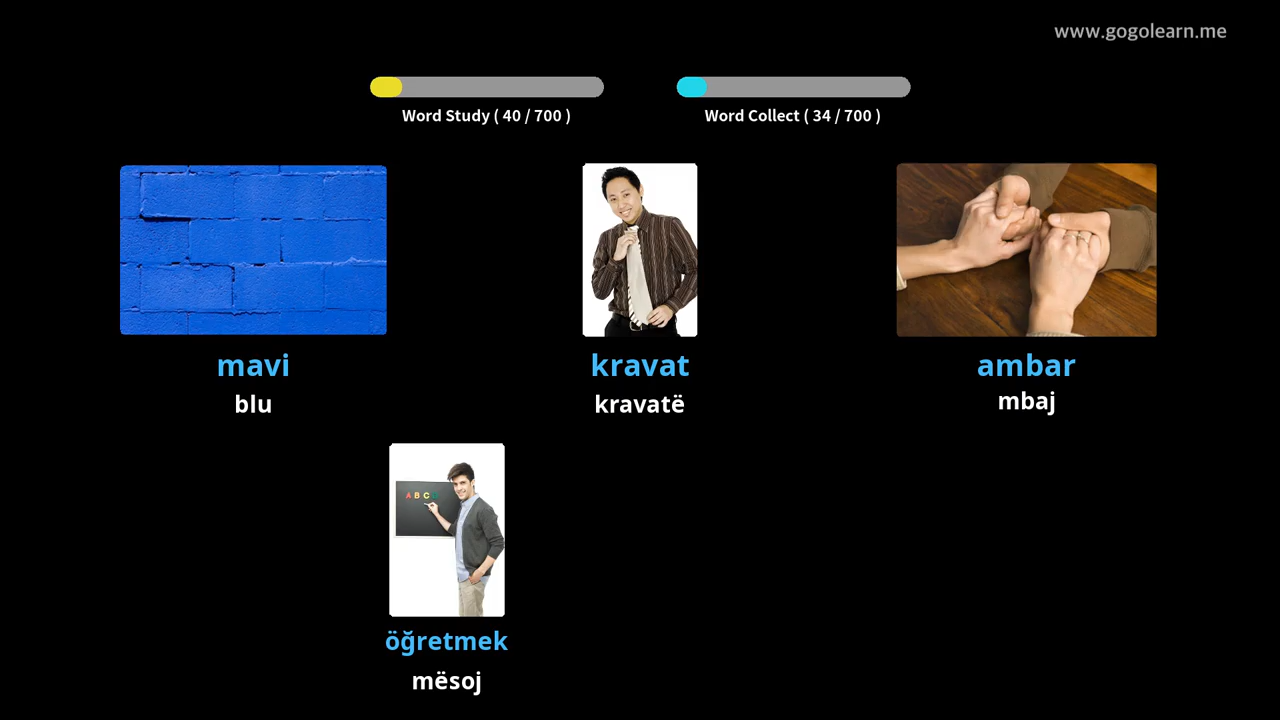 www.gogolearn.me
Word Study ( 40 / 700 )
Word Collect ( 34 / 700 )
mavi
blu
kravat
kravatë
ambar
mbaj
A B C
öğretmek
mësoj